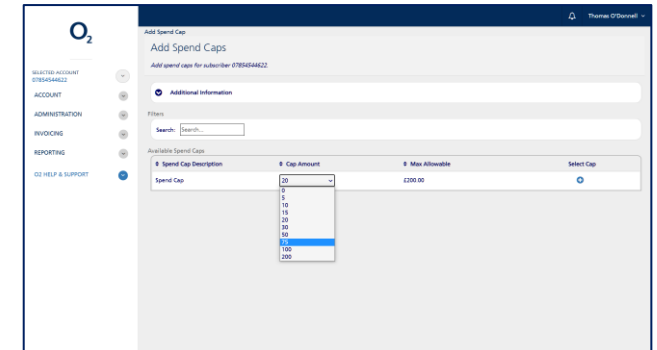 Thomas O'Donnell
O2
Add Spend Cap
Add Spend Caps
Add spend caps for subscriber 07854544622.
SELECTED ACCOUNT
07854544622
ACCOUNT
ADMINISTRATION
INVOICING
REPORTING
O2 HELP & SUPPORT
Additional Information
Filters
Search: Search...
Available Spend Caps
Spend Cap Description Cap Amount Max Allowable Select Cap
Spend Cap 20 £200.00
0
5
10
15
20
30
50
75
100
200